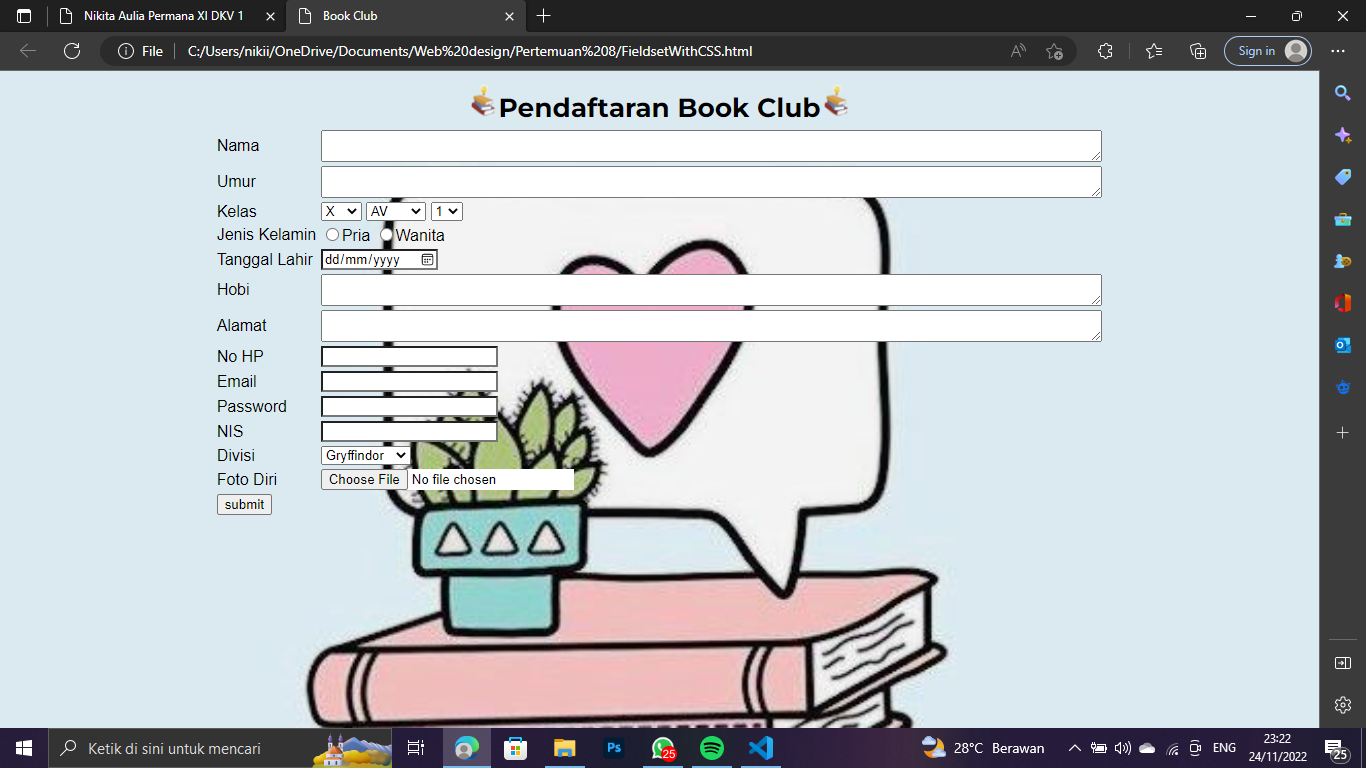 Nikita Aulia Permana XI DKV 1
Book Club
File
C:/Users/nikii/OneDrive/Documents/Web%20design/Pertemuan%208/FieldsetWithCSS.html
Sign in
Pendaftaran Book Club
Nama
Umur
Kelas X AV 1
Jenis Kelamin Pria Wanita
Tanggal Lahir dd/mm/yyyy
Hobi
Alamat
No HP
Email
Password
NIS
Divisi Gryffindor
Foto Diri Choose File No file chosen
submit
Ketik di sini untuk mencari
Ps
25
28°C Berawan
ENG
23:22
24/11/2022
25